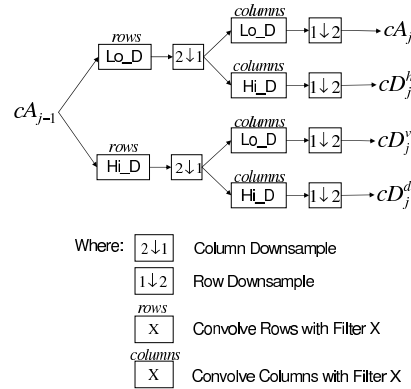 columns
rows
Lo_D
1↓2
cA_j
Lo_D
2↓1
columns
Hi_D
1↓2
cD_j^h
cA_{j-1}
columns
rows
Lo_D
1↓2
cD_j^v
Hi_D
2↓1
columns
Hi_D
1↓2
cD_j^d
Where: 2↓1 Column Downsample
1↓2 Row Downsample
rows
X Convolve Rows with Filter X
columns
X Convolve Columns with Filter X